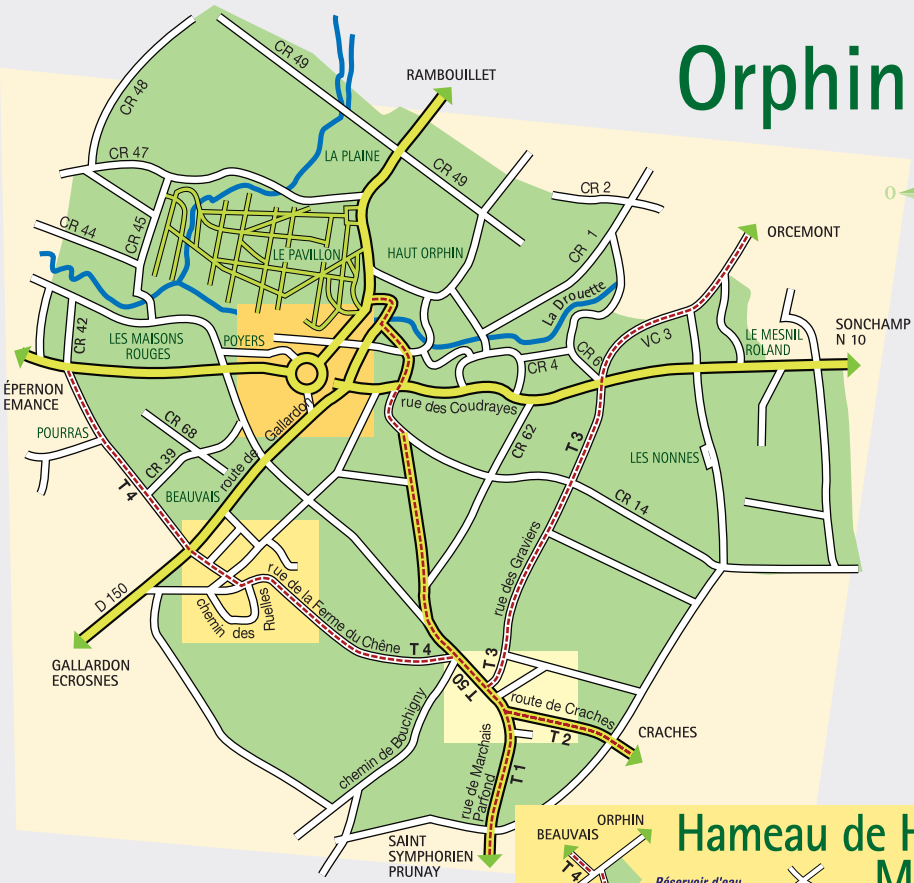 Orphin
CR 49
RAMBOUILLET
CR 48
LA PLAINE
CR 47
CR 49
CR 2
O
CR 44
CR 45
LE PAVILLON
HAUT ORPHIN
CR 1
ORCEMONT
La Drouette
CR 42
LES MAISONS
ROUGES
POYERS
VC 3
LE MESNIL
ROLAND
SONCHAMP
N 10
CR 4
CR 6
ÉPERNON
EMANCE
rue des Coudrayes
POURRAS
CR 68
CR 39
route de Gallardon
CR 62
T 3
LES NONNES
T 4
BEAUVAIS
CR 14
D 150
chemin des Ruelles
rue de la Ferme du Chêne
T 4
rue des Graviers
T 3
GALLARDON
ECROSNES
T 50
route de Craches
T 2
CRACHES
chemin de Bouchigny
rue de Marchais
Parfond
T 1
SAINT
SYMPHORIEN
PRUNAY
ORPHIN
BEAUVAIS
Hameau de H
M
T 4
Réservoir d'eau